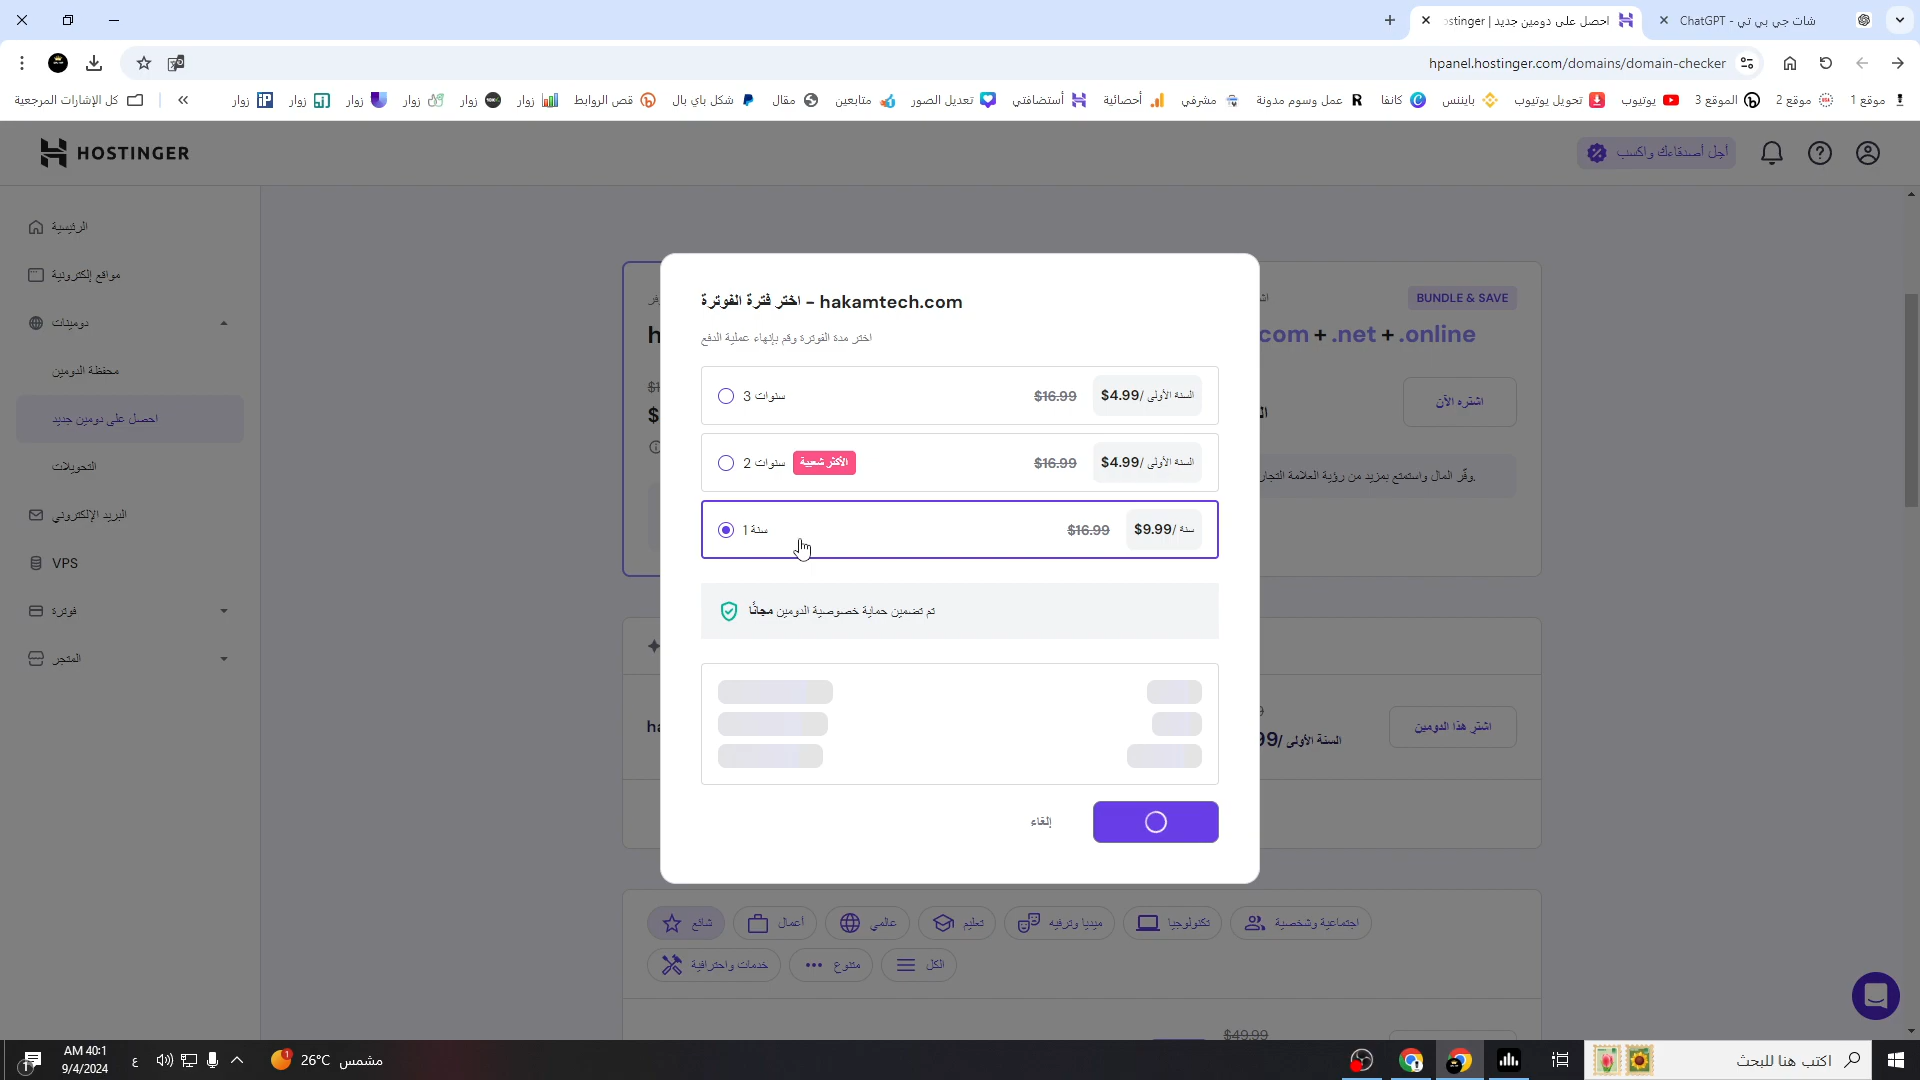 احصل على دومين جديد | stinger
شات جي بي تي - ChatGPT
hpanel.hostinger.com/domains/domain-checker
موقع 1
موقع 2
الموقع 3
يوتيوب
تحويل يوتيوب
بايننس
كانفا
عمل وسوم مدونة
مشرفي
أحصائية
أستضافتي
تعديل الصور
متابعين
مقال
شكل باي بال
قص الروابط
زوار
زوار
زوار
زوار
زوار
زوار
كل الإشارات المرجعية
HOSTINGER
أحِل أصدقاءك واكسب
الرئيسية
مواقع إلكترونية
دومينات
محفظة الدومين
احصل على دومين جديد
التحويلات
البريد الإلكتروني
VPS
فوترة
المتجر
BUNDLE & SAVE
com + .net + .online
اشتره الآن
وفّر المال واستمتع بمزيد من رؤية العلامة التجار
hakamtech.com – اختر فترة الفوترة
اختر مدة الفوترة وقم بإنهاء عملية الدفع
3 سنوات
$16.99
$4.99/ السنة الأولى
2 سنوات
الأكثر شعبية
$16.99
$4.99/ السنة الأولى
1 سنة
$16.99
$9.99/ سنة
تم تضمين حماية خصوصية الدومين مجانًا
إلغاء
99/ السنة الأولى
اشترِ هذا الدومين
شائع
أعمال
عالمي
تعليم
ميديا وترفيه
تكنولوجيا
اجتماعية وشخصية
خدمات واحترافية
متنوع
الكل
$49.99
AM 40:1
9/4/2024
ع
26°C مشمس
اكتب هنا للبحث